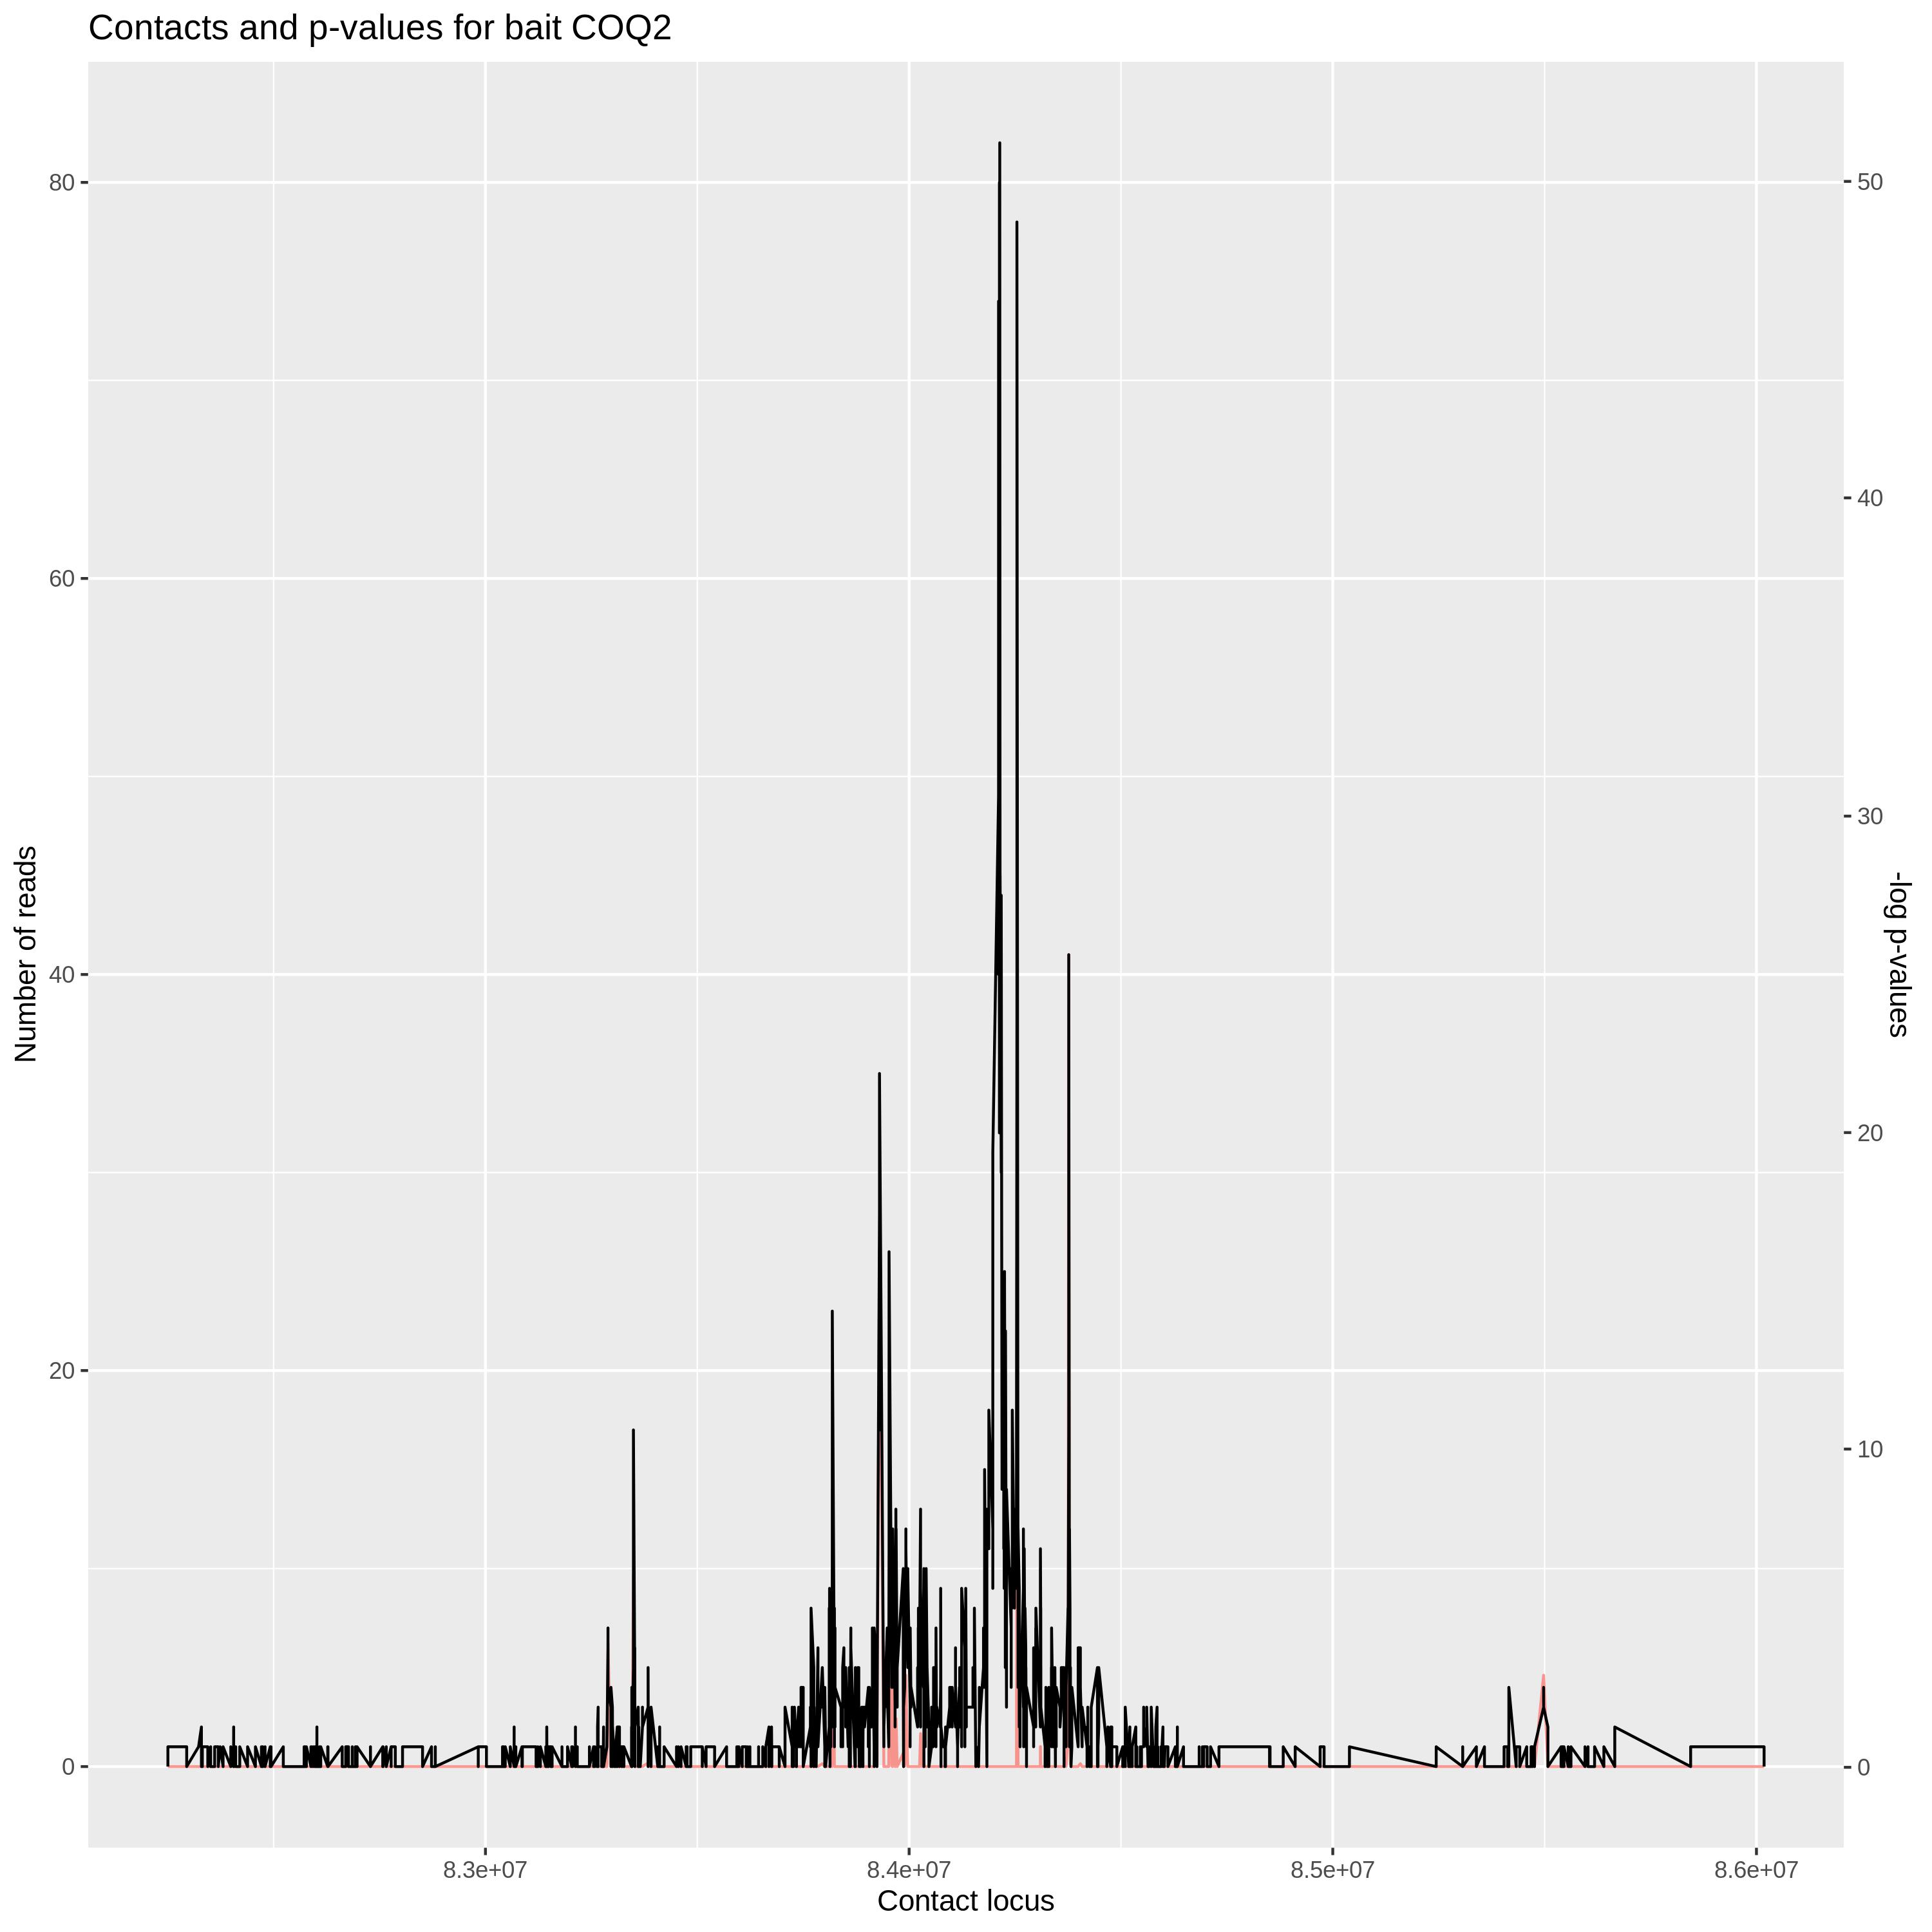 Contacts and p-values for bait COQ2
80
60
40
20
0
Number of reads
50
40
30
20
10
0
-log p-values
8.3e+07
8.4e+07
8.5e+07
8.6e+07
Contact locus